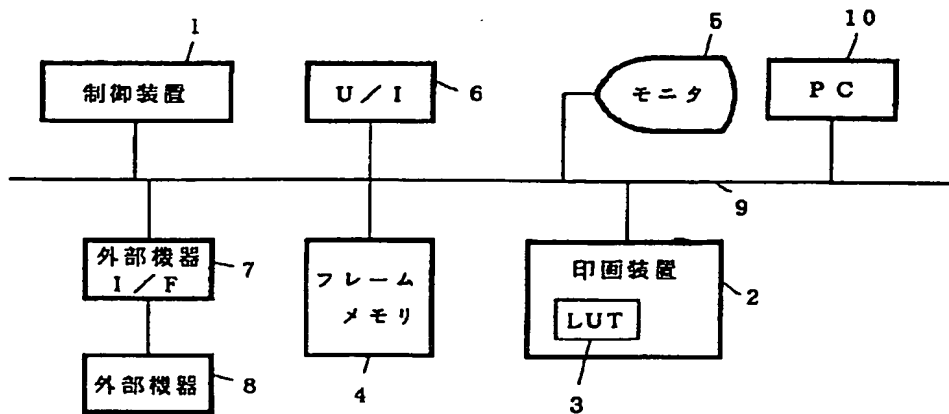 1
制御装置
U/I
6
5
モニタ
10
PC
9
外部機器
I/F
7
外部機器
8
フレーム
メモリ
4
印画装置
LUT
2
3